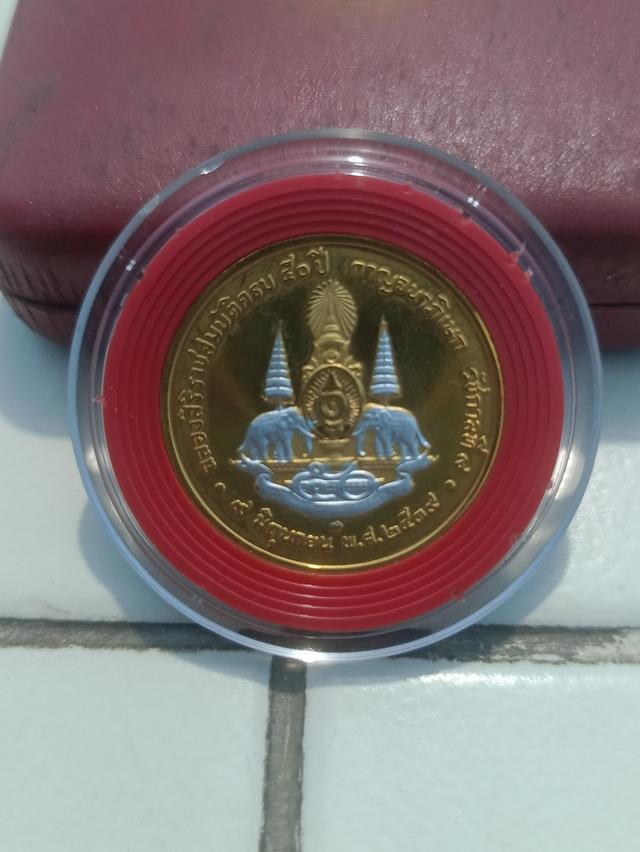 ฉลองสิริราชสมบัติครบ ๕๐ ปี กาญจนาภิเษก รัชกาลที่ ๙
๙ มิถุนายน พ.ศ.๒๕๓๙